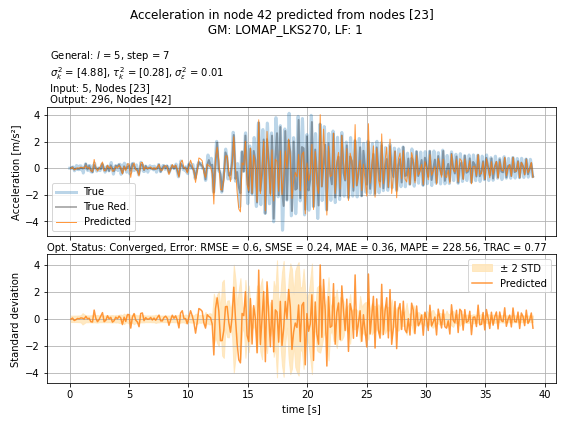 Acceleration in node 42 predicted from nodes [23]
GM: LOMAP_LKS270, LF: 1
General: l = 5, step = 7
σ²ₖ = [4.88], τ²ₖ = [0.28], σ²ε = 0.01
Input: 5, Nodes [23]
Output: 296, Nodes [42]
Acceleration [m/s²]
4
2
0
−2
−4
True
True Red.
Predicted
Opt. Status: Converged, Error: RMSE = 0.6, SMSE = 0.24, MAE = 0.36, MAPE = 228.56, TRAC = 0.77
Standard deviation
4
2
0
−2
−4
± 2 STD
Predicted
0 5 10 15 20 25 30 35 40
time [s]